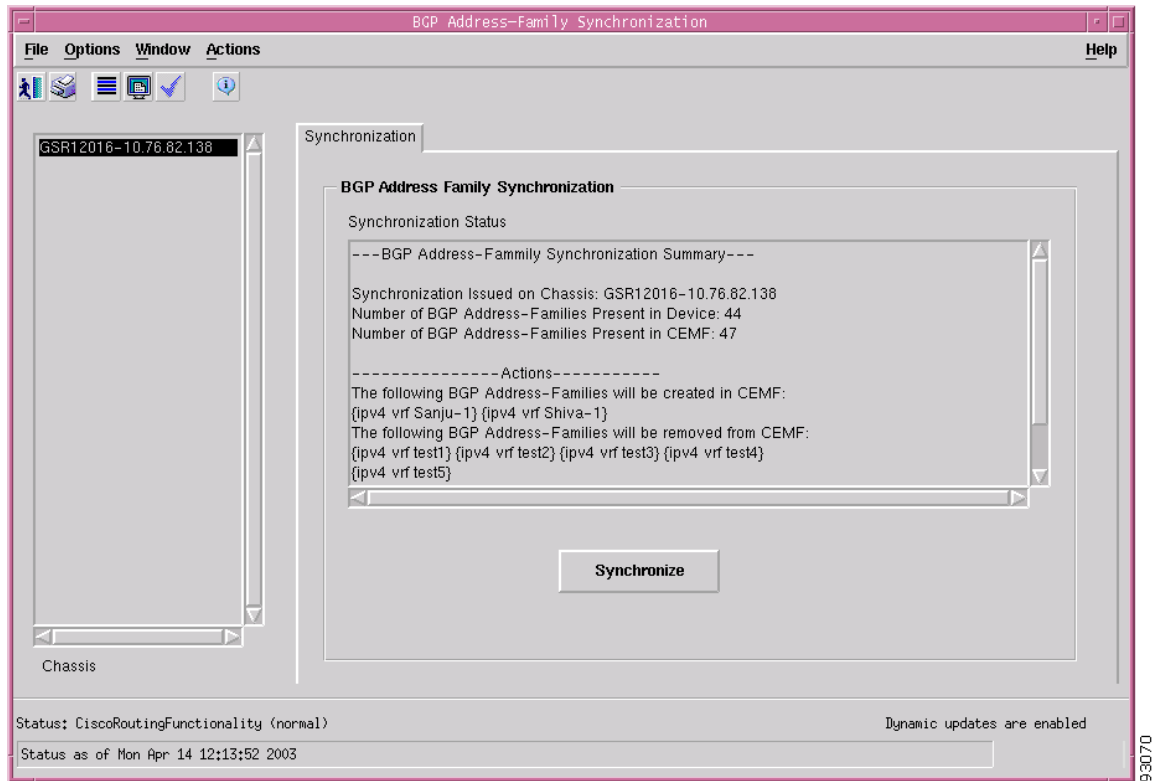 BGP Address-Family Synchronization
File Options Window Actions Help
GSR12016-10.76.82.138
Synchronization
BGP Address Family Synchronization
Synchronization Status
---BGP Address-Fammily Synchronization Summary---
Synchronization Issued on Chassis: GSR12016-10.76.82.138
Number of BGP Address-Families Present in Device: 44
Number of BGP Address-Families Present in CEMF: 47
---------------Actions-----------
The following BGP Address-Families will be created in CEMF:
{ipv4 vrf Sanju-1} {ipv4 vrf Shiva-1}
The following BGP Address-Families will be removed from CEMF:
{ipv4 vrf test1} {ipv4 vrf test2} {ipv4 vrf test3} {ipv4 vrf test4}
{ipv4 vrf test5}
Synchronize
Chassis
Status: CiscoRoutingFunctionality (normal) Dynamic updates are enabled
Status as of Mon Apr 14 12:13:52 2003
93070